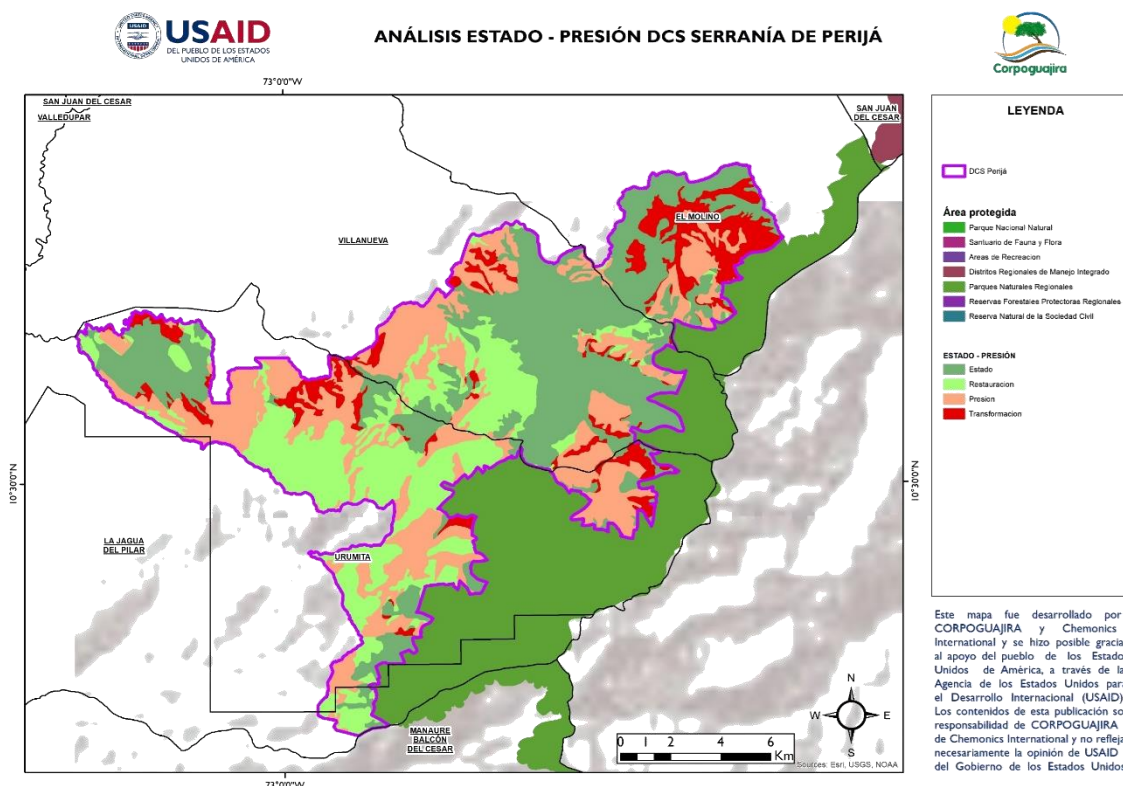 USAID
DEL PUEBLO DE LOS ESTADOS
UNIDOS DE AMÉRICA
ANÁLISIS ESTADO - PRESIÓN DCS SERRANÍA DE PERIJÁ
Corpoguajira
73°0'0"W
SAN JUAN DEL CESAR
VALLEDUPAR
SAN JUAN
DEL CESAR
VILLANUEVA
EL MOLINO
10°30'0"N
10°30'0"N
LA JAGUA
DEL PILAR
URUMITA
MANAURE
BALCÓN
DEL CESAR
N
W
E
S
0 1 2 4 6
Km
Sources: Esri, USGS, NOAA
73°0'0"W
LEYENDA
DCS Perijá
Área protegida
Parque Nacional Natural
Santuario de Fauna y Flora
Areas de Recreacion
Distritos Regionales de Manejo Integrado
Parques Naturales Regionales
Reservas Forestales Protectoras Regionales
Reserva Natural de la Sociedad Civil
ESTADO - PRESIÓN
Estado
Restauracion
Presion
Transformacion
Este mapa fue desarrollado por
CORPOGUAJIRA y Chemonics
International y se hizo posible gracia
al apoyo del pueblo de los Estado
Unidos de América, a través de la
Agencia de los Estados Unidos para
el Desarrollo Internacional (USAID)
Los contenidos de esta publicación so
responsabilidad de CORPOGUAJIRA
de Chemonics International y no refleja
necesariamente la opinión de USAID
del Gobierno de los Estados Unidos